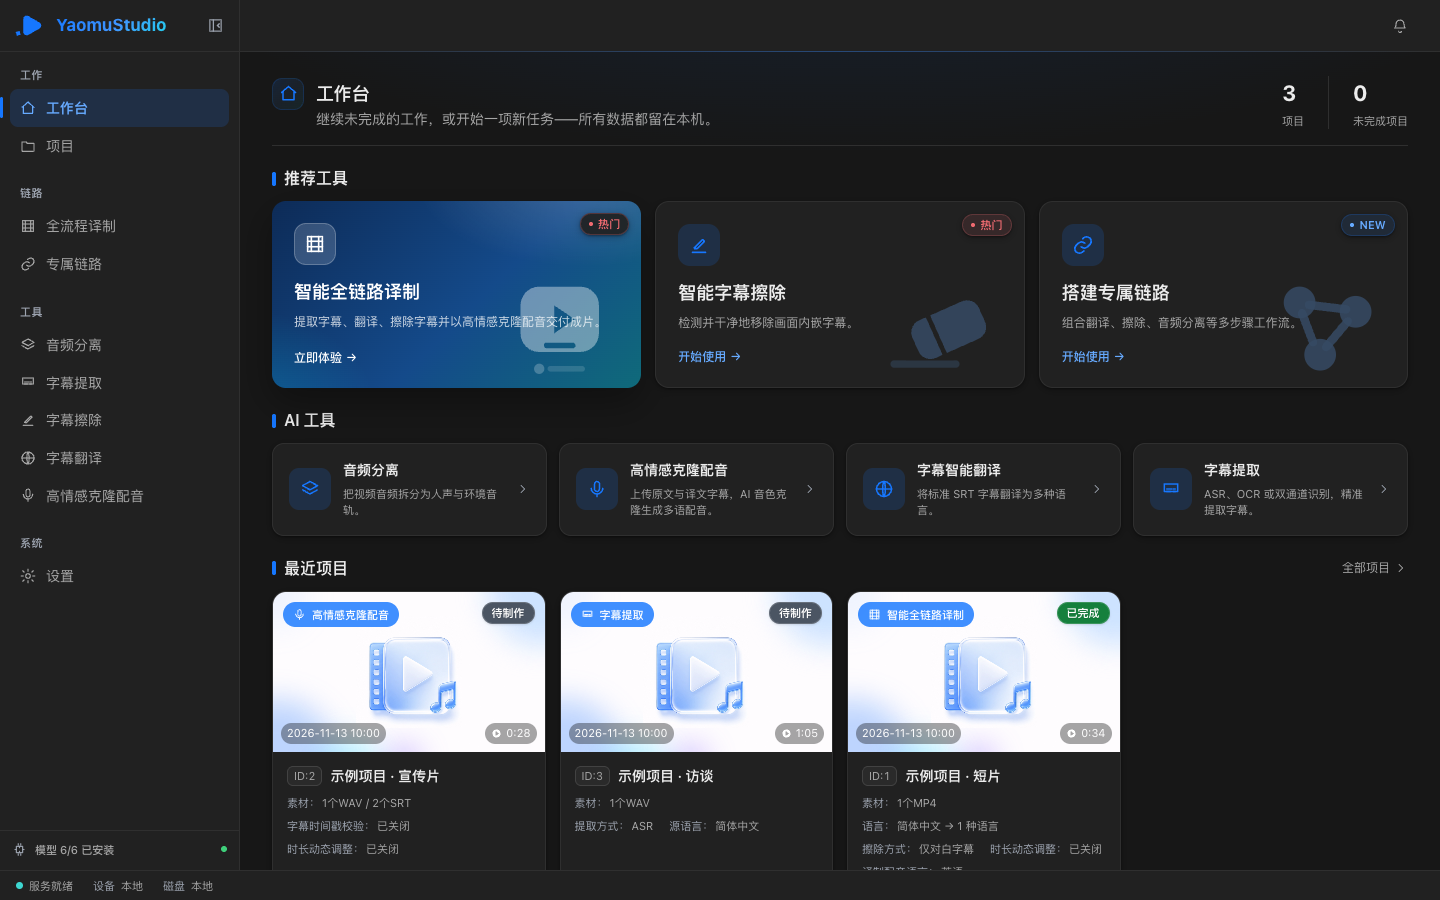 YaomuStudio
工作
工作台
项目
链路
全流程译制
专属链路
工具
音频分离
字幕提取
字幕擦除
字幕翻译
高情感克隆配音
系统
设置
模型 6/6 已安装
服务就绪 设备 本地 磁盘 本地
工作台
继续未完成的工作，或开始一项新任务——所有数据都留在本机。
3
项目
0
未完成项目
推荐工具
热门
智能全链路译制
提取字幕、翻译、擦除字幕并以高情感克隆配音交付成片。
立即体验 →
热门
智能字幕擦除
检测并干净地移除画面内嵌字幕。
开始使用 →
NEW
搭建专属链路
组合翻译、擦除、音频分离等多步骤工作流。
开始使用 →
AI 工具
音频分离
把视频音频拆分为人声与环境音
轨。
高情感克隆配音
上传原文与译文字幕，AI 音色克
隆生成多语配音。
字幕智能翻译
将标准 SRT 字幕翻译为多种语
言。
字幕提取
ASR、OCR 或双通道识别，精准
提取字幕。
最近项目
全部项目
高情感克隆配音
待制作
2026-11-13 10:00
0:28
ID:2 示例项目 · 宣传片
素材： 1个WAV / 2个SRT
字幕时间戳校验： 已关闭
时长动态调整： 已关闭
字幕提取
待制作
2026-11-13 10:00
1:05
ID:3 示例项目 · 访谈
素材： 1个WAV
提取方式： ASR 源语言： 简体中文
智能全链路译制
已完成
2026-11-13 10:00
0:34
ID:1 示例项目 · 短片
素材： 1个MP4
语言： 简体中文 → 1 种语言
擦除方式： 仅对白字幕 时长动态调整： 已关闭